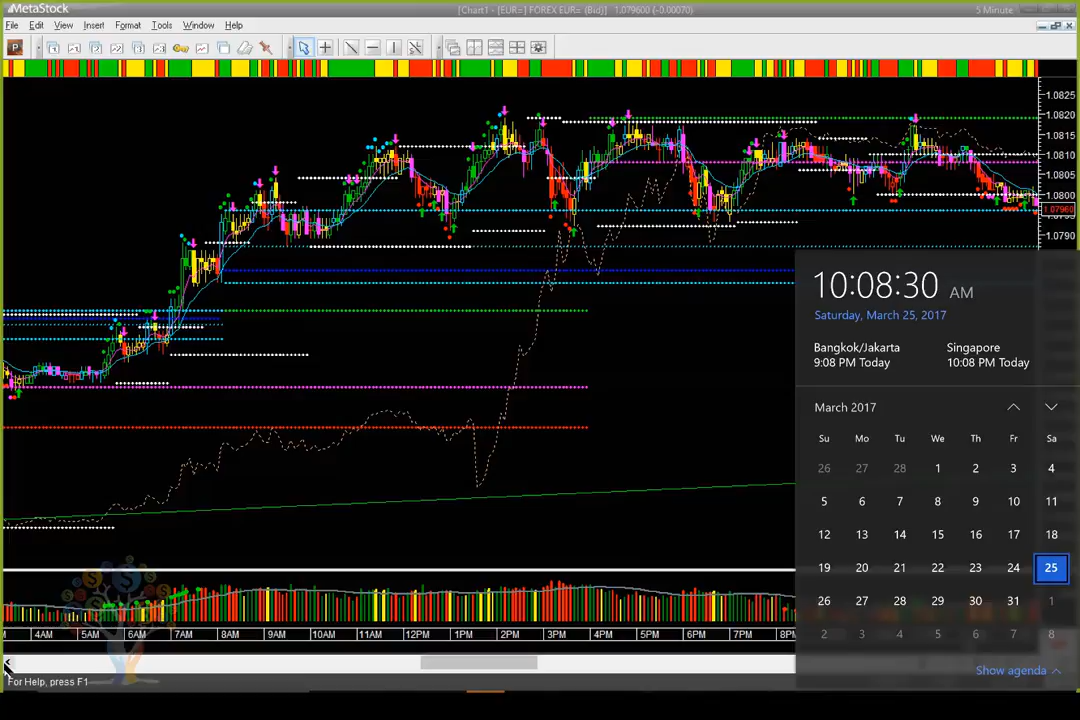 MetaStock
[Chart1 - [EUR=] FOREX EUR= (Bid)] 1.079600 (-0.00070)
5 Minute
File Edit View Insert Format Tools Window Help
P
1.0825
1.0820
1.0815
1.0810
1.0805
1.0800
1.07960
1.0790
10:08:30 AM
Saturday, March 25, 2017
Bangkok/Jakarta Singapore
9:08 PM Today 10:08 PM Today
March 2017
Su Mo Tu We Th Fr Sa
26 27 28 1 2 3 4
5 6 7 8 9 10 11
12 13 14 15 16 17 18
19 20 21 22 23 24 25
26 27 28 29 30 31 1
2 3 4 5 6 7 8
4AM 5AM 6AM 7AM 8AM 9AM 10AM 11AM 12PM 1PM 2PM 3PM 4PM 5PM 6PM 7PM
Show agenda
For Help, press F1